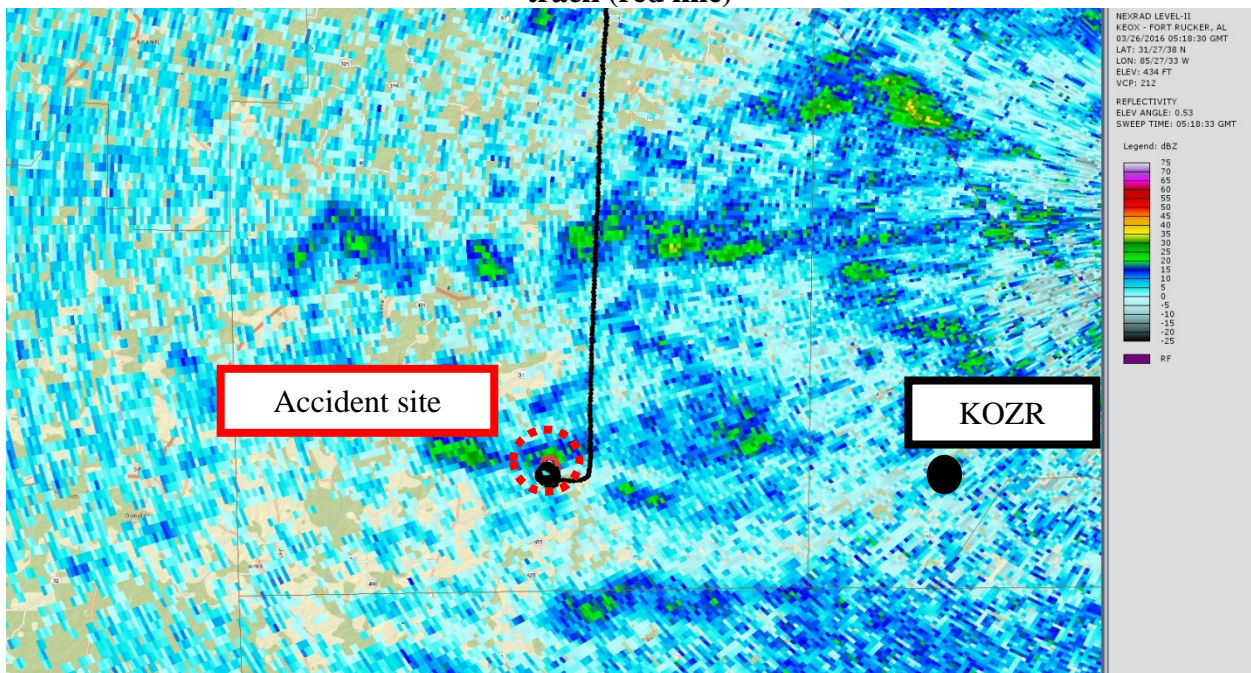 track (red line)
NEXRAD LEVEL-II
KEOX - FORT RUCKER, AL
03/26/2016 05:18:30 GMT
LAT: 31/27/38 N
LON: 85/27/33 W
ELEV: 434 FT
VCP: 212
REFLECTIVITY
ELEV ANGLE: 0.53
SWEEP TIME: 05:18:33 GMT
Legend: dBZ
75
70
65
60
55
50
45
40
35
30
25
20
15
10
5
0
-5
-10
-15
-20
-25
RF
Accident site
KOZR